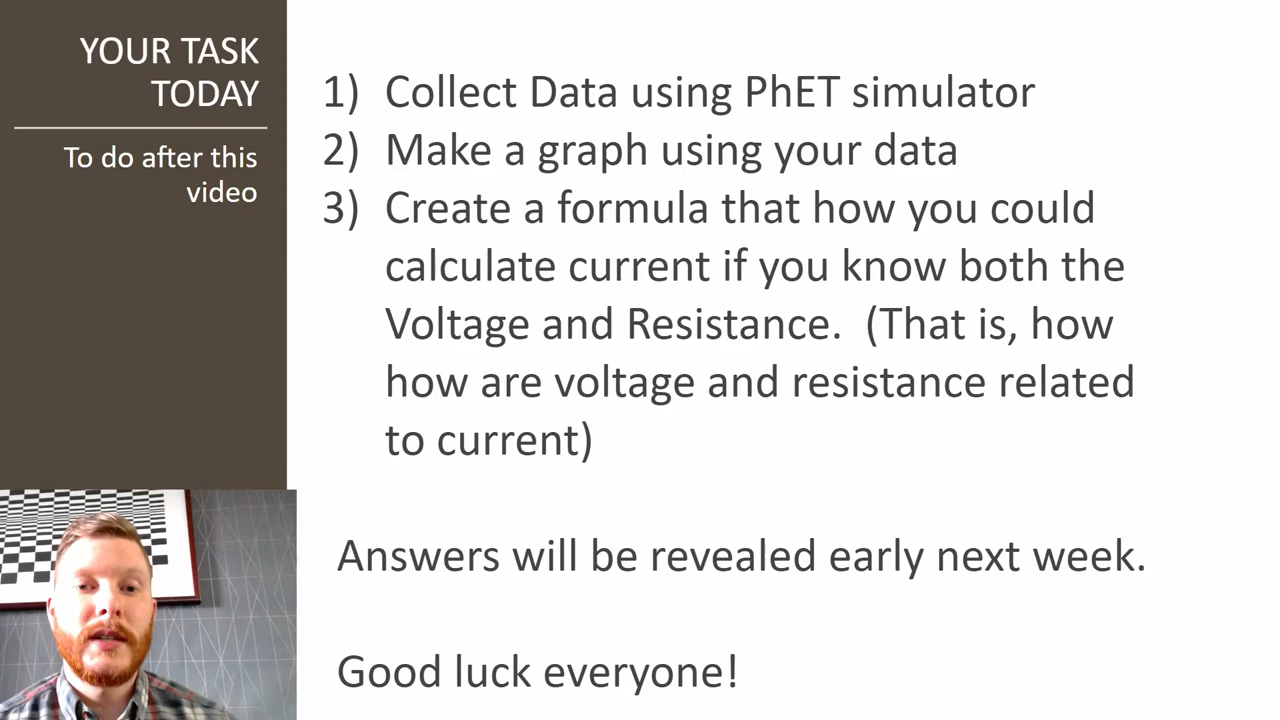 YOUR TASK
TODAY
To do after this
video
1) Collect Data using PhET simulator
2) Make a graph using your data
3) Create a formula that how you could
calculate current if you know both the
Voltage and Resistance. (That is, how
how are voltage and resistance related
to current)
Answers will be revealed early next week.
Good luck everyone!